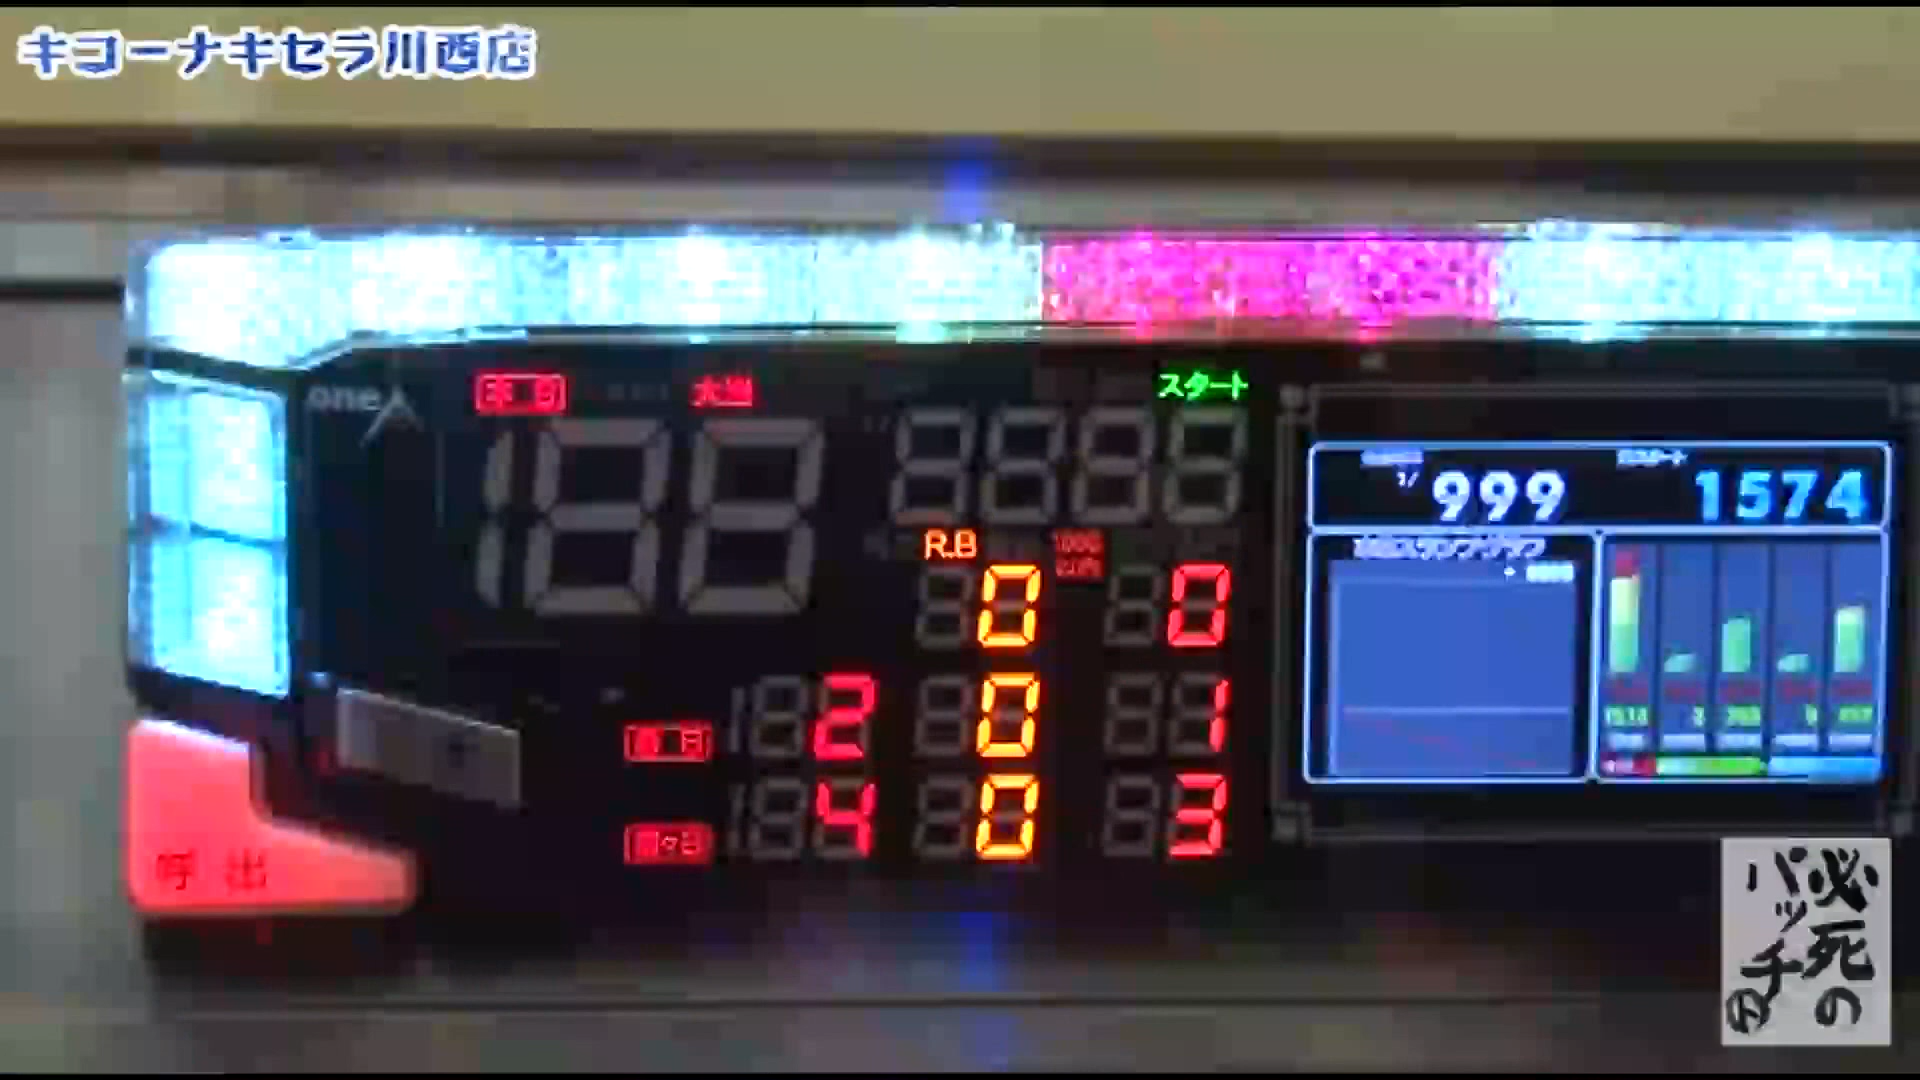 キコーナキセラ川西店
one
本日 大当 スタート
1/ 999 1574
R.B
0 0
前日 2 0 1
前々日 4 0 3
呼出
必死の
パッチ